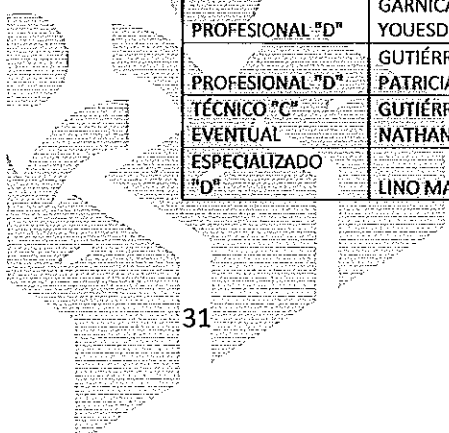 GARNICA
PROFESIONAL "D" YOUESD
GUTIÉRR
PROFESIONAL "D" PATRICIA
TÉCNICO "C" GUTIÉRR
EVENTUAL NATHAN
ESPECIALIZADO
"D" LINO MA
31